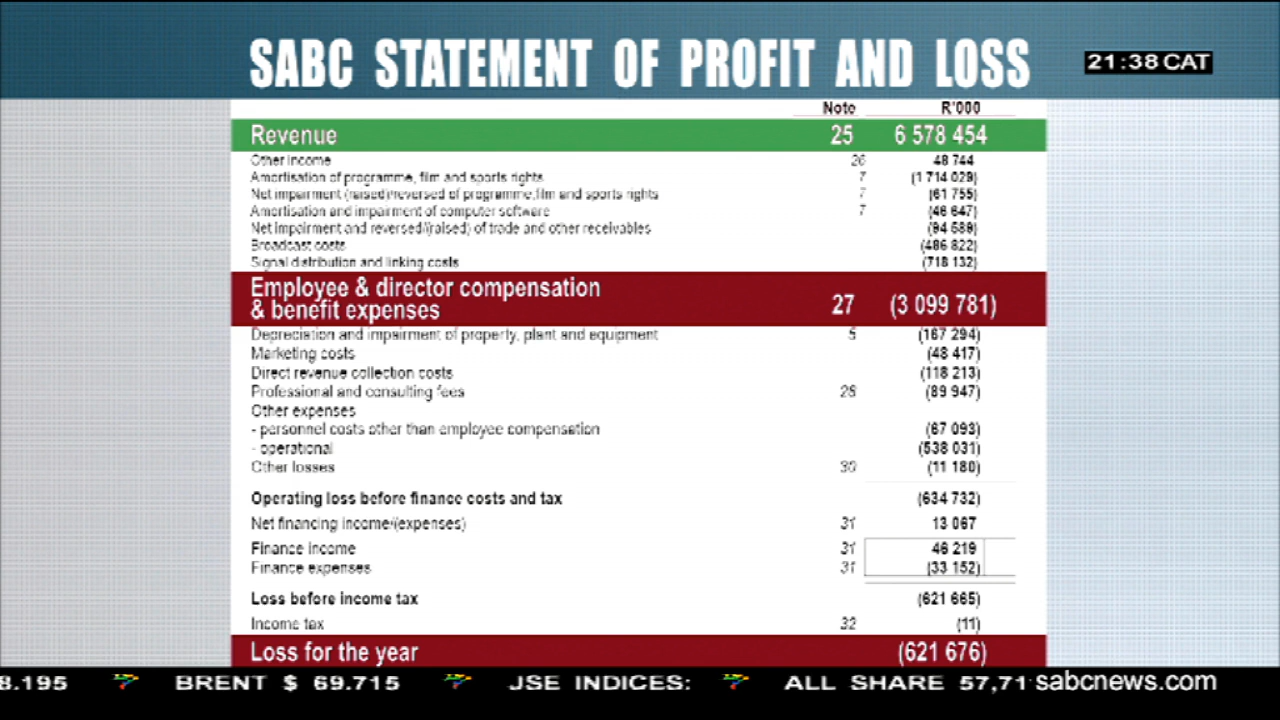 SABC STATEMENT OF PROFIT AND LOSS
21:38 CAT
Note R'000
Revenue 25 6 578 454
Other income 26 48 744
Amortisation of programme, film and sports rights 7 (1 714 029)
Net impairment (raised)/reversed of programme,film and sports rights 7 (61 755)
Amortisation and impairment of computer software 7 (46 647)
Net impairment and reversed/(raised) of trade and other receivables (94 589)
Broadcast costs (486 822)
Signal distribution and linking costs (718 132)
Employee & director compensation
& benefit expenses 27 (3 099 781)
Depreciation and impairment of property, plant and equipment 5 (167 294)
Marketing costs (48 417)
Direct revenue collection costs (118 213)
Professional and consulting fees 28 (89 947)
Other expenses
- personnel costs other than employee compensation (67 093)
- operational (538 031)
Other losses 30 (11 180)
Operating loss before finance costs and tax (634 732)
Net financing income/(expenses) 31 13 067
Finance income 31 46 219
Finance expenses 31 (33 152)
Loss before income tax (621 665)
Income tax 32 (11)
Loss for the year (621 676)
8.195 BRENT $ 69.715 JSE INDICES: ALL SHARE 57,71 sabcnews.com